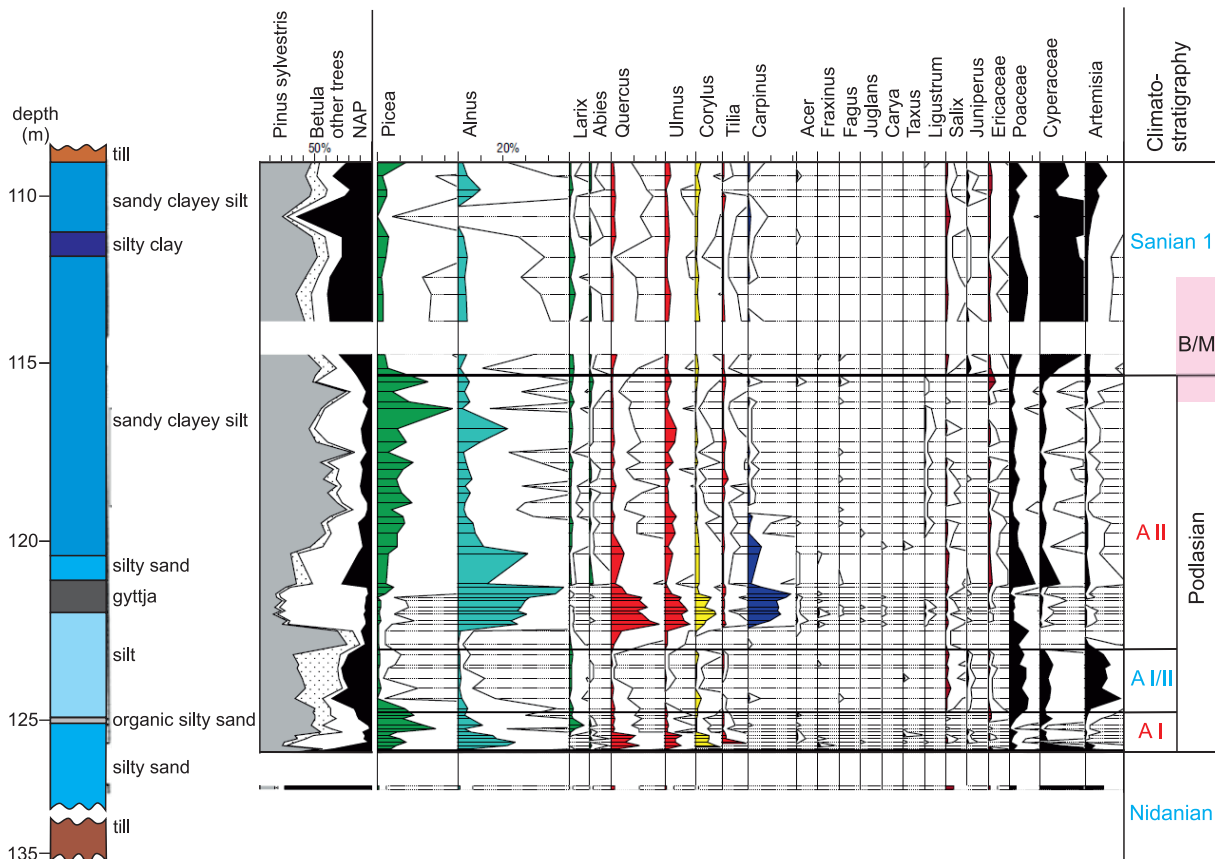 depth
(m)
till
110
sandy clayey silt
silty clay
115
sandy clayey silt
120
silty sand
gyttja
silt
125
organic silty sand
silty sand
till
135
Pinus sylvestris
Betula
other trees
NAP
50%
Picea
Alnus
20%
Larix
Abies
Quercus
Ulmus
Corylus
Tilia
Carpinus
Acer
Fraxinus
Fagus
Juglans
Carya
Taxus
Ligustrum
Salix
Juniperus
Ericaceae
Poaceae
Cyperaceae
Artemisia
Climato-
stratigraphy
Sanian 1
B/M
A II
A I/II
A I
Podlasian
Nidanian